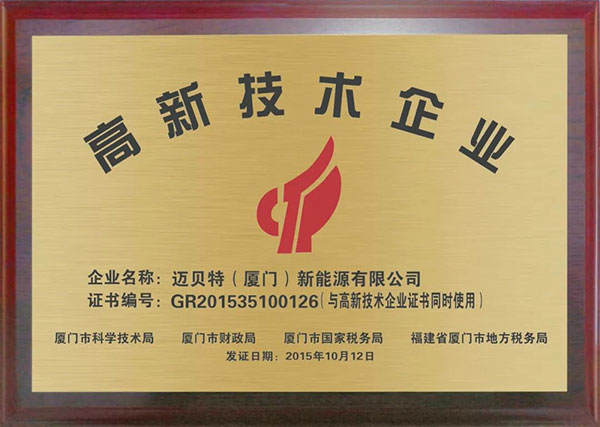 高新技术企业
企业名称：迈贝特（厦门）新能源有限公司
证书编号：GR201535100126（与高新技术企业证书同时使用）
厦门市科学技术局 厦门市财政局 厦门市国家税务局 福建省厦门市地方税务局
发证日期：2015年10月12日